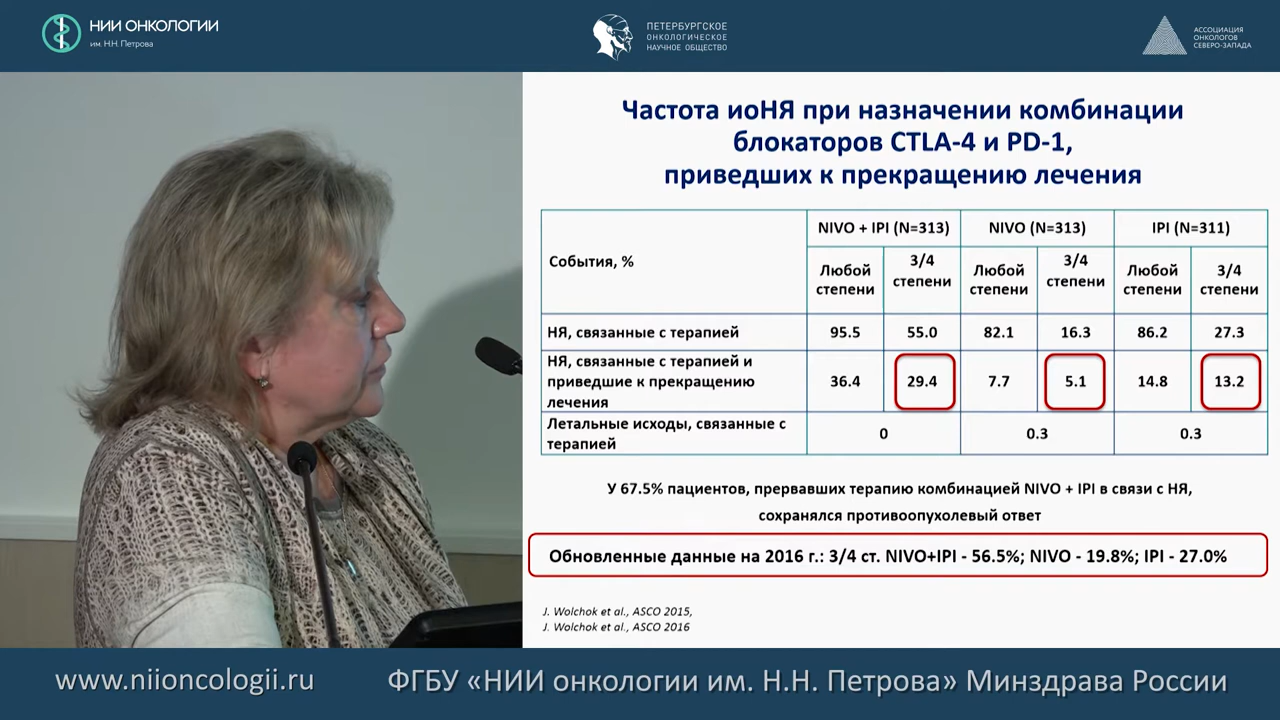 НИИ ОНКОЛОГИИ
им. Н.Н. Петрова
ПЕТЕРБУРГСКОЕ
ОНКОЛОГИЧЕСКОЕ
НАУЧНОЕ ОБЩЕСТВО
АССОЦИАЦИЯ
ОНКОЛОГОВ
СЕВЕРО-ЗАПАДА
Частота иоНЯ при назначении комбинации
блокаторов CTLA-4 и PD-1,
приведших к прекращению лечения
События, %
NIVO + IPI (N=313)
NIVO (N=313)
IPI (N=311)
Любой
степени
3/4
степени
Любой
степени
3/4
степени
Любой
степени
3/4
степени
НЯ, связанные с терапией
95.5
55.0
82.1
16.3
86.2
27.3
НЯ, связанные с терапией и
приведшие к прекращению
лечения
36.4
29.4
7.7
5.1
14.8
13.2
Летальные исходы, связанные с
терапией
0
0.3
0.3
У 67.5% пациентов, прервавших терапию комбинацией NIVO + IPI в связи с НЯ,
сохранялся противоопухолевый ответ
Обновленные данные на 2016 г.: 3/4 ст. NIVO+IPI - 56.5%; NIVO - 19.8%; IPI - 27.0%
J. Wolchok et al., ASCO 2015,
J. Wolchok et al., ASCO 2016
www.niioncologii.ru
ФГБУ «НИИ онкологии им. Н.Н. Петрова» Минздрава России